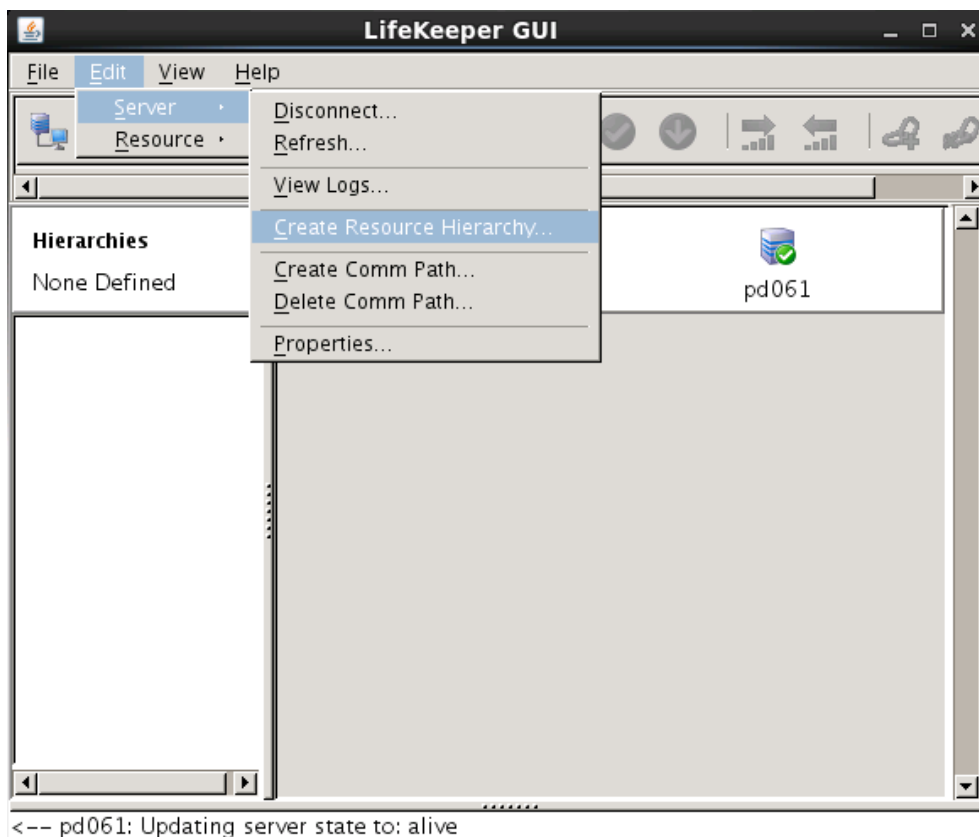 LifeKeeper GUI
File Edit View Help
Server
Resource
Disconnect...
Refresh...
View Logs...
Create Resource Hierarchy...
Create Comm Path...
Delete Comm Path...
Properties...
Hierarchies
None Defined
pd061
<-- pd061: Updating server state to: alive